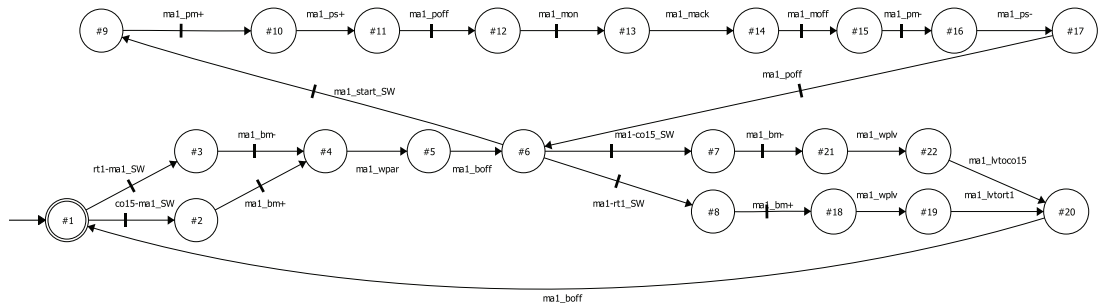 ma1_pm+ ma1_ps+ ma1_poff ma1_mon ma1_mack ma1_moff ma1_pm- ma1_ps-
#9 #10 #11 #12 #13 #14 #15 #16 #17
ma1_poff
ma1_start_SW
ma1_bm- ma1-co15_SW ma1_bm- ma1_wplv
#3 #4 #5 #6 #7 #21 #22
rt1-ma1_SW ma1_wpar ma1_boff ma1_lvtoco15
co15-ma1_SW ma1_bm+ ma1-rt1_SW ma1_bm+ ma1_wplv ma1_lvtort1
#1 #2 #8 #18 #19 #20
ma1_boff